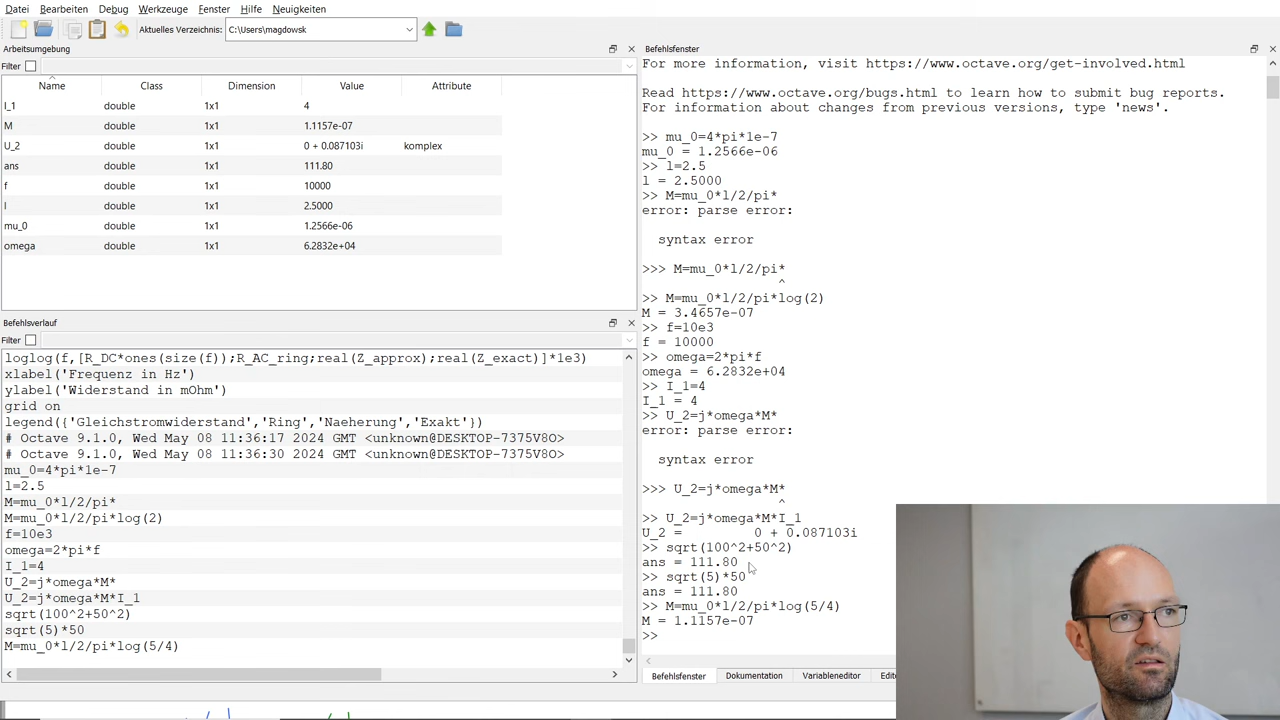 Datei Bearbeiten Debug Werkzeuge Fenster Hilfe Neuigkeiten
Aktuelles Verzeichnis: C:\Users\magdowsk
Arbeitsumgebung
Filter
Name Class Dimension Value Attribute
I_1 double 1x1 4
M double 1x1 1.1157e-07
U_2 double 1x1 0 + 0.087103i komplex
ans double 1x1 111.80
f double 1x1 10000
l double 1x1 2.5000
mu_0 double 1x1 1.2566e-06
omega double 1x1 6.2832e+04
Befehlsverlauf
Filter
loglog(f,[R_DC*ones(size(f));R_AC_ring;real(Z_approx);real(Z_exact)]*1e3)
xlabel('Frequenz in Hz')
ylabel('Widerstand in mOhm')
grid on
legend({'Gleichstromwiderstand','Ring','Naeherung','Exakt'})
# Octave 9.1.0, Wed May 08 11:36:17 2024 GMT <unknown@DESKTOP-7375V8O>
# Octave 9.1.0, Wed May 08 11:36:30 2024 GMT <unknown@DESKTOP-7375V8O>
mu_0=4*pi*1e-7
l=2.5
M=mu_0*l/2/pi*
M=mu_0*l/2/pi*log(2)
f=10e3
omega=2*pi*f
I_1=4
U_2=j*omega*M*
U_2=j*omega*M*I_1
sqrt(100^2+50^2)
sqrt(5)*50
M=mu_0*l/2/pi*log(5/4)
Befehlsfenster
For more information, visit https://www.octave.org/get-involved.html
Read https://www.octave.org/bugs.html to learn how to submit bug reports.
For information about changes from previous versions, type 'news'.
>> mu_0=4*pi*1e-7
mu_0 = 1.2566e-06
>> l=2.5
l = 2.5000
>> M=mu_0*l/2/pi*
error: parse error:
syntax error
>>> M=mu_0*l/2/pi*
^
>> M=mu_0*l/2/pi*log(2)
M = 3.4657e-07
>> f=10e3
f = 10000
>> omega=2*pi*f
omega = 6.2832e+04
>> I_1=4
I_1 = 4
>> U_2=j*omega*M*
error: parse error:
syntax error
>>> U_2=j*omega*M*
^
>> U_2=j*omega*M*I_1
U_2 = 0 + 0.087103i
>> sqrt(100^2+50^2)
ans = 111.80
>> sqrt(5)*50
ans = 111.80
>> M=mu_0*l/2/pi*log(5/4)
M = 1.1157e-07
>>
Befehlsfenster Dokumentation Variableneditor